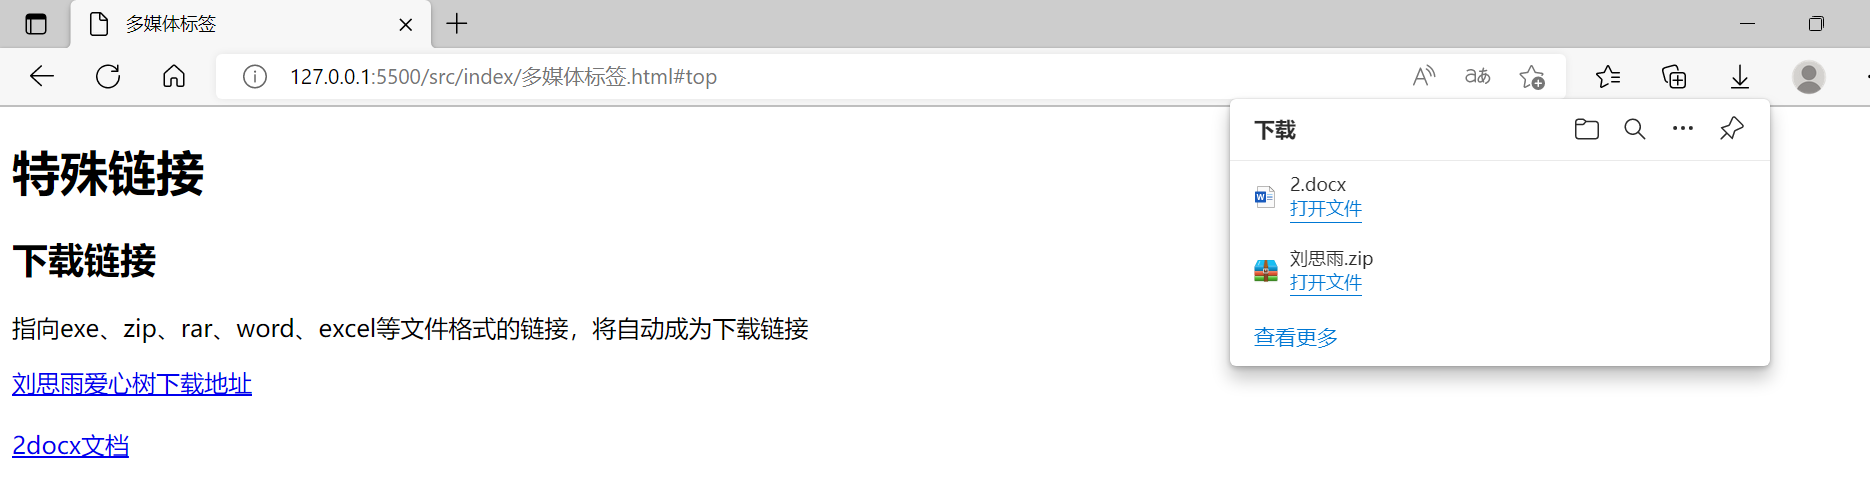 多媒体标签
127.0.0.1:5500/src/index/多媒体标签.html#top
下载
2.docx
打开文件
刘思雨.zip
打开文件
查看更多
特殊链接
下载链接
指向exe、zip、rar、word、excel等文件格式的链接，将自动成为下载链接
刘思雨爱心树下载地址
2docx文档